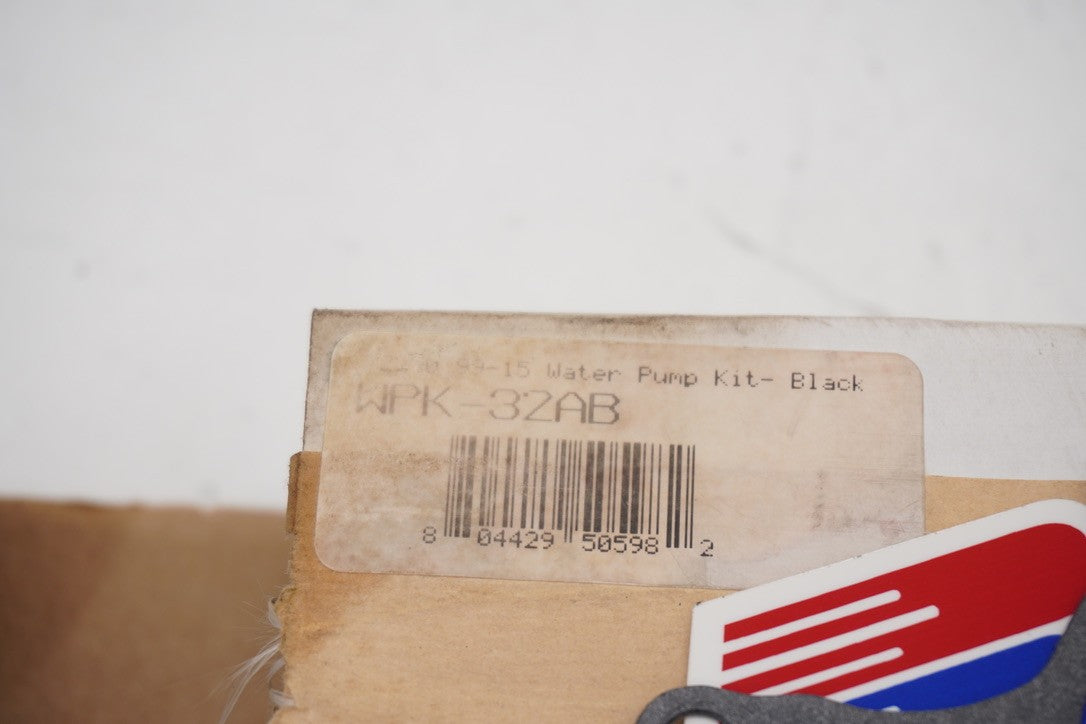 99-15 Water Pump Kit- Black
WPK-32AB
8 04429 50598 2